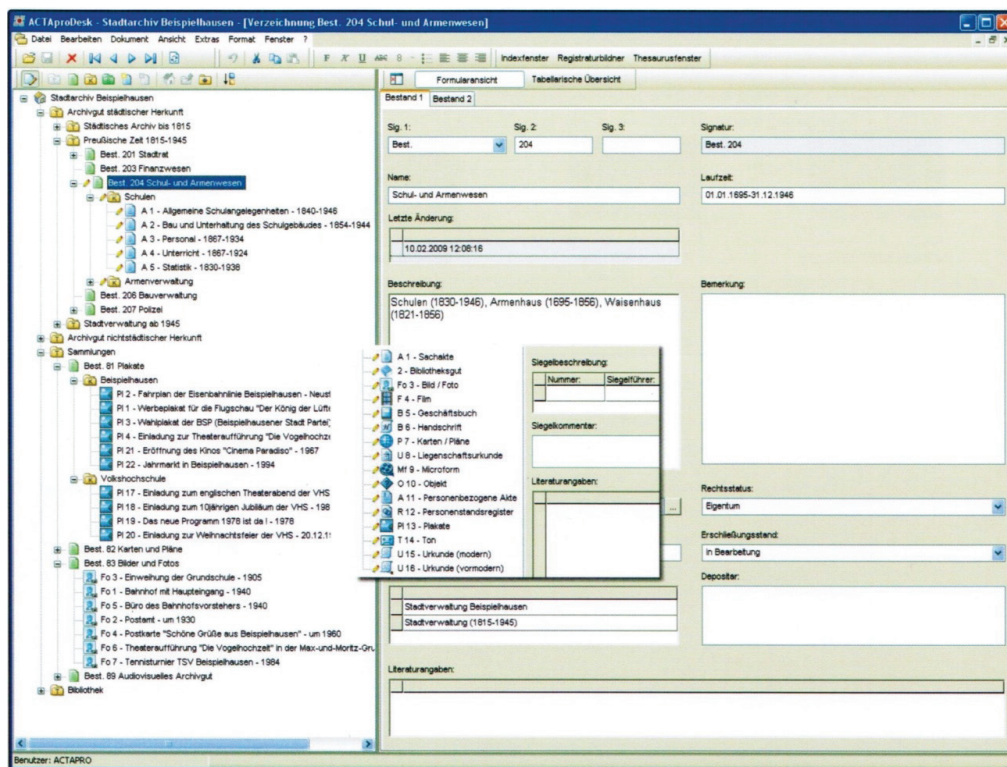 ACTAproDesk - Stadtarchiv Beispielhausen - [Verzeichnung Best. 204 Schul- und Armenwesen]
Datei Bearbeiten Dokument Ansicht Extras Format Fenster ?
F X U ABC S Indexfenster Registraturbildner Thesaurusfenster
Formularansicht Tabellarische Übersicht
Stadtarchiv Beispielhausen
Archivgut städtischer Herkunft
Städtisches Archiv bis 1815
Preußische Zeit 1815-1945
Best. 201 Stadtrat
Best. 203 Finanzwesen
Best. 204 Schul- und Armenwesen
Schulen
A 1 - Allgemeine Schulangelegenheiten - 1840-1946
A 2 - Bau und Unterhaltung des Schulgebäudes - 1854-1944
A 3 - Personal - 1867-1934
A 4 - Unterricht - 1867-1924
A 5 - Statistik - 1830-1938
Armenverwaltung
Best. 206 Bauverwaltung
Best. 207 Polizei
Stadtverwaltung ab 1945
Archivgut nichtstädtischer Herkunft
Sammlungen
Best. 81 Plakate
Beispielhausen
Pl 2 - Fahrplan der Eisenbahnlinie Beispielhausen - Neust
Pl 1 - Werbeplakat für die Flugschau "Der König der Lüfte
Pl 3 - Wahlplakat der BSP (Beispielhausener Stadt Partei)
Pl 4 - Einladung zur Theateraufführung "Die Vogelhochze
Pl 21 - Eröffnung des Kinos "Cinema Paradiso" - 1967
Pl 22 - Jahrmarkt in Beispielhausen - 1994
Volkshochschule
Pl 17 - Einladung zum englischen Theaterabend der VHS
Pl 18 - Einladung zum 10jährigen Jubiläum der VHS - 198
Pl 19 - Das neue Programm 1978 ist da ! - 1978
Pl 20 - Einladung zur Weihnachtsfeier der VHS - 20.12.1
Best. 82 Karten und Pläne
Best. 83 Bilder und Fotos
Fo 3 - Einweihung der Grundschule - 1905
Fo 1 - Bahnhof mit Haupteingang - 1940
Fo 5 - Büro des Bahnhofsvorstehers - 1940
Fo 2 - Postamt - um 1930
Fo 4 - Postkarte "Schöne Grüße aus Beispielhausen" - um 1960
Fo 6 - Theateraufführung "Die Vogelhochzeit" in der Max-und-Moritz-Gru
Fo 7 - Tennisturnier TSV Beispielhausen - 1984
Best. 89 Audiovisuelles Archivgut
Bibliothek
Bestand 1 Bestand 2
Sig. 1: Sig. 2: Sig. 3: Signatur:
Best. 204 Best. 204
Name: Laufzeit:
Schul- und Armenwesen 01.01.1695-31.12.1946
Letzte Änderung:
10.02.2009 12:08:16
Beschreibung: Bemerkung:
Schulen (1830-1946), Armenhaus (1695-1856), Waisenhaus
(1821-1856)
A 1 - Sachakte
2 - Bibliotheksgut
Fo 3 - Bild / Foto
F 4 - Film
B 5 - Geschäftsbuch
B 6 - Handschrift
P 7 - Karten / Pläne
U 8 - Liegenschaftsurkunde
Mf 9 - Microform
O 10 - Objekt
A 11 - Personenbezogene Akte
R 12 - Personenstandsregister
Pl 13 - Plakate
T 14 - Ton
U 15 - Urkunde (modern)
U 16 - Urkunde (vormodern)
Siegelbeschreibung:
Nummer: Siegelführer:
Siegelkommentar:
Literaturangaben:
Rechtsstatus:
... Eigentum
Erschließungsstand:
in Bearbeitung
Depositar:
Stadtverwaltung Beispielhausen
Stadtverwaltung (1815-1945)
Literaturangaben:
Benutzer: ACTAPRO